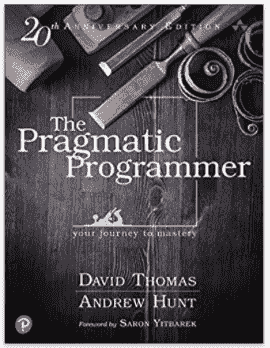 20th ANNIVERSARY EDITION
The
Pragmatic
Programmer
your journey to mastery
DAVID THOMAS
ANDREW HUNT
Foreword by SARON YITBAREK
P